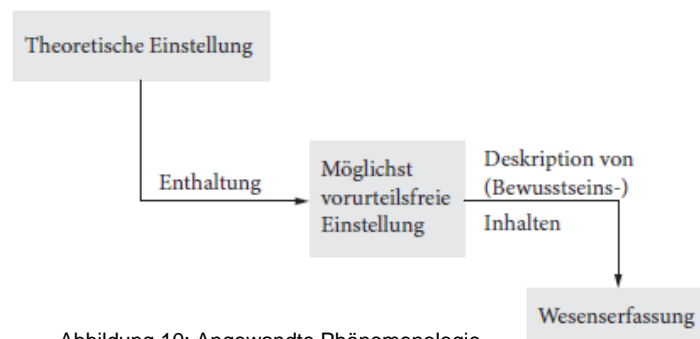 Theoretische Einstellung
Enthaltung
Möglichst
vorurteilsfreie
Einstellung
Deskription von
(Bewusstseins-)
Inhalten
Wesenserfassung
Abbildung 10: Angewandte Phänomenologie